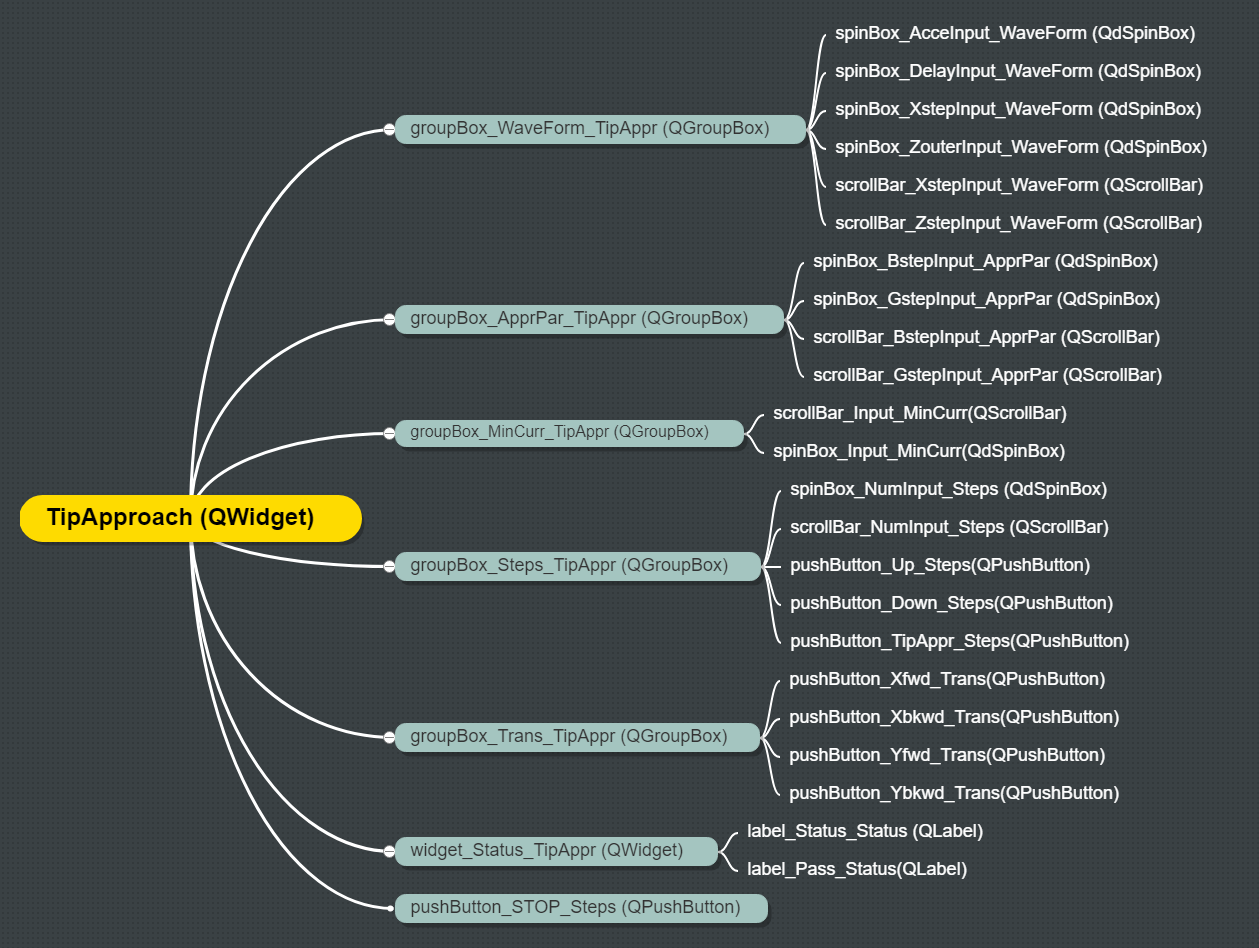 TipApproach (QWidget)
groupBox_WaveForm_TipAppr (QGroupBox)
spinBox_AcceInput_WaveForm (QdSpinBox)
spinBox_DelayInput_WaveForm (QdSpinBox)
spinBox_XstepInput_WaveForm (QdSpinBox)
spinBox_ZouterInput_WaveForm (QdSpinBox)
scrollBar_XstepInput_WaveForm (QScrollBar)
scrollBar_ZstepInput_WaveForm (QScrollBar)
groupBox_ApprPar_TipAppr (QGroupBox)
spinBox_BstepInput_ApprPar (QdSpinBox)
spinBox_GstepInput_ApprPar (QdSpinBox)
scrollBar_BstepInput_ApprPar (QScrollBar)
scrollBar_GstepInput_ApprPar (QScrollBar)
groupBox_MinCurr_TipAppr (QGroupBox)
scrollBar_Input_MinCurr(QScrollBar)
spinBox_Input_MinCurr(QdSpinBox)
groupBox_Steps_TipAppr (QGroupBox)
spinBox_NumInput_Steps (QdSpinBox)
scrollBar_NumInput_Steps (QScrollBar)
pushButton_Up_Steps(QPushButton)
pushButton_Down_Steps(QPushButton)
pushButton_TipAppr_Steps(QPushButton)
groupBox_Trans_TipAppr (QGroupBox)
pushButton_Xfwd_Trans(QPushButton)
pushButton_Xbkwd_Trans(QPushButton)
pushButton_Yfwd_Trans(QPushButton)
pushButton_Ybkwd_Trans(QPushButton)
widget_Status_TipAppr (QWidget)
label_Status_Status (QLabel)
label_Pass_Status(QLabel)
pushButton_STOP_Steps (QPushButton)